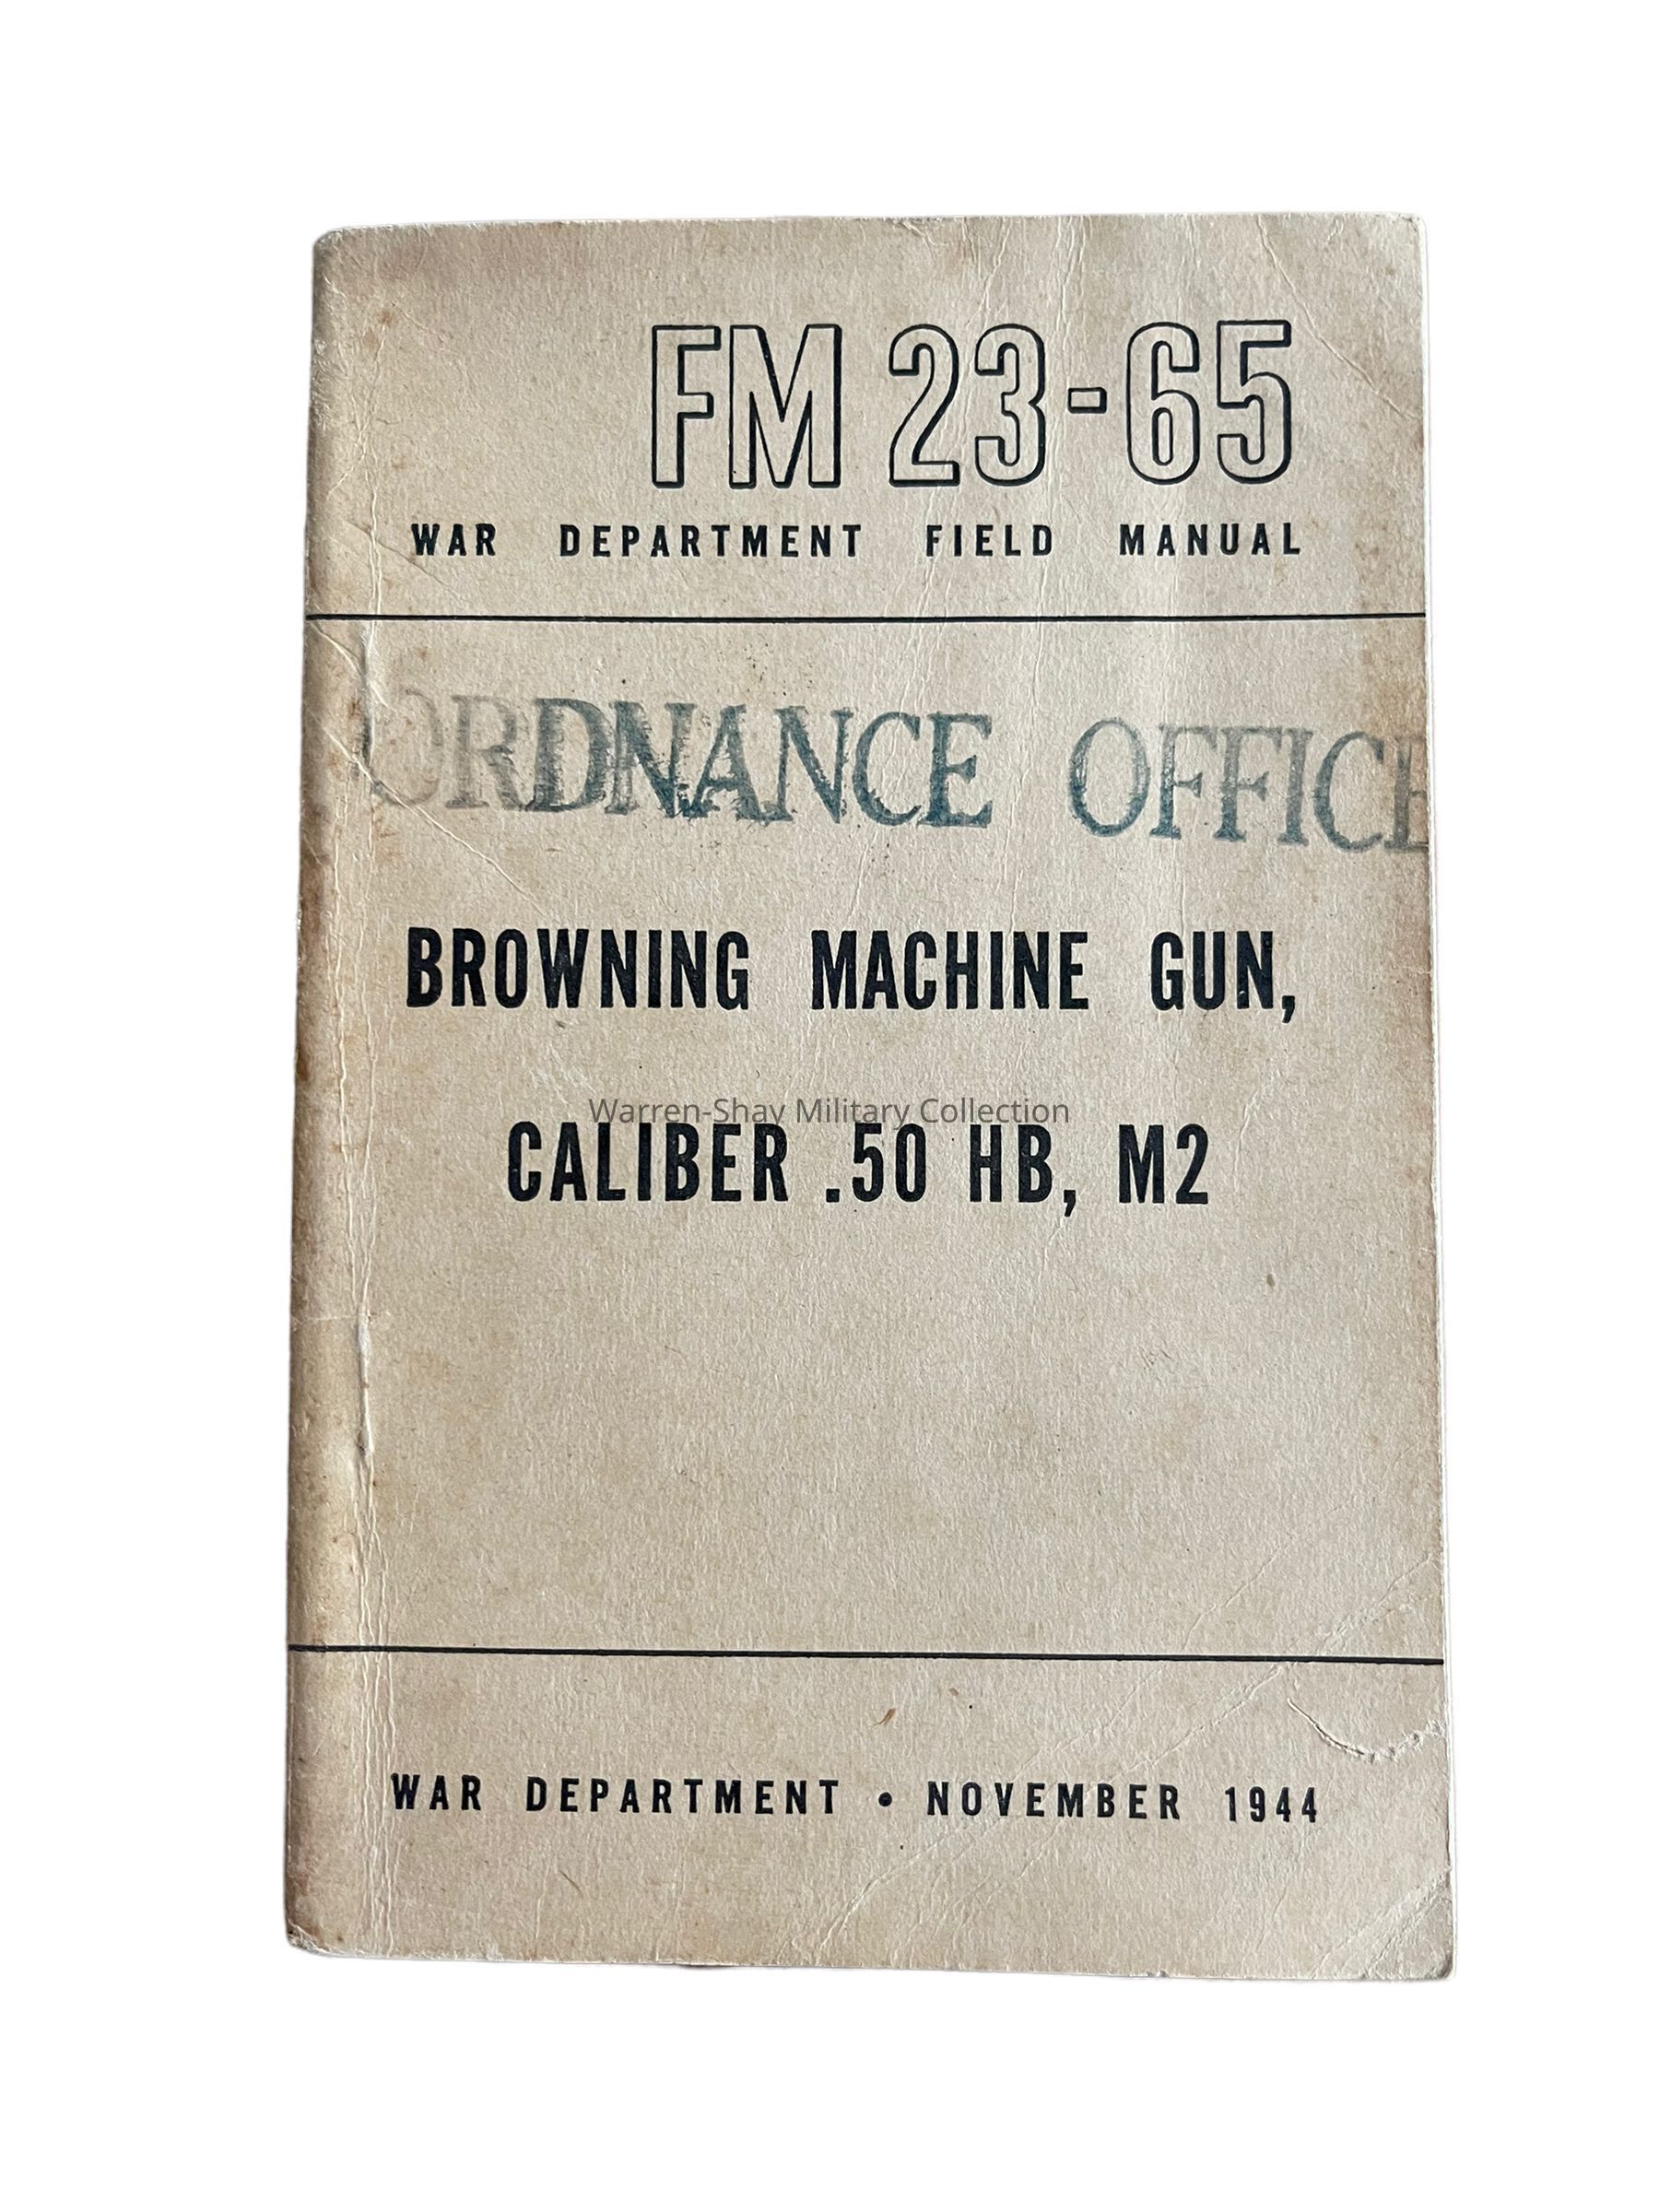 FM 23-65
WAR DEPARTMENT FIELD MANUAL
ORDNANCE OFFICE
BROWNING MACHINE GUN,
Warren-Shay Military Collection
CALIBER .50 HB, M2
WAR DEPARTMENT • NOVEMBER 1944